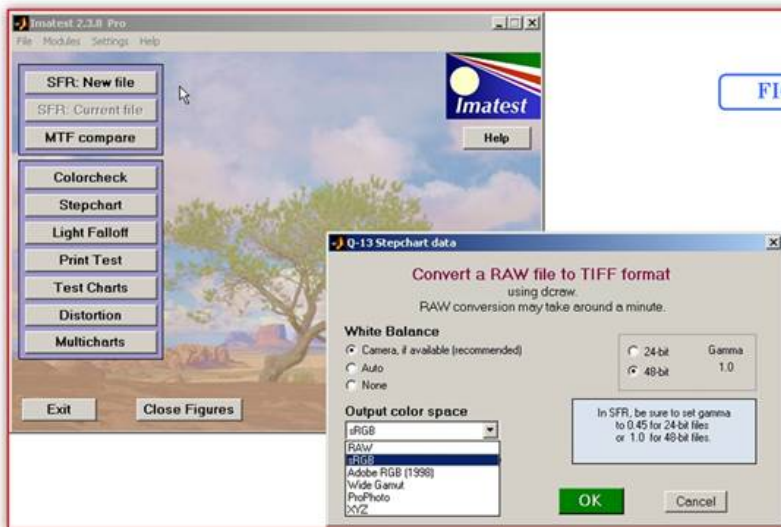 Imatest 2.3.8 Pro
File Modules Settings Help
SFR: New file
SFR: Current file
MTF compare
Imatest
Help
Colorcheck
Stepchart
Light Falloff
Print Test
Test Charts
Distortion
Multicharts
Exit
Close Figures
FI
Q-13 Stepchart data
Convert a RAW file to TIFF format
using dcraw.
RAW conversion may take around a minute.
White Balance
Camera, if available (recommended)
Auto
None
24-bit
Gamma
48-bit
1.0
Output color space
sRGB
RAW
sRGB
Adobe RGB (1998)
Wide Gamut
ProPhoto
XYZ
In SFR, be sure to set gamma
to 0.45 for 24-bit files
or 1.0 for 48-bit files.
OK
Cancel